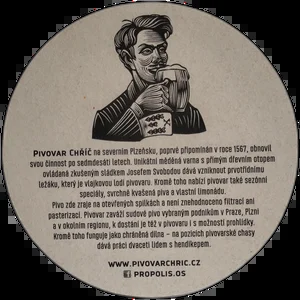 PIVOVAR CHŘÍČ na severním Plzeňsku, poprvé připomínán v roce 1567, obnovil
svou činnost po sedmdesáti letech. Unikátní měděná varna s přímým dřevním otopem
ovládaná zkušeným sládkem Josefem Svobodou dává vzniknout prvotřídnímu
ležáku, který je vlajkovou lodí pivovaru. Kromě toho nabízí pivovar také sezónní
speciály, svrchně kvašená piva a vlastní limonádu.
Pivo zde zraje na otevřených spilkách a není znehodnoceno filtrací ani
pasterizací. Pivovar zaváží sudové pivo vybraným podnikům v Praze, Plzni
a v okolním regionu, k dostání je též v pivovaru i s možností prohlídky.
Kromě toho funguje jako chráněná dílna - na pozicích pivovarské chasy
dává práci dvaceti lidem s hendikepem.
WWW.PIVOVARCHRIC.CZ
PROPOLIS.OS